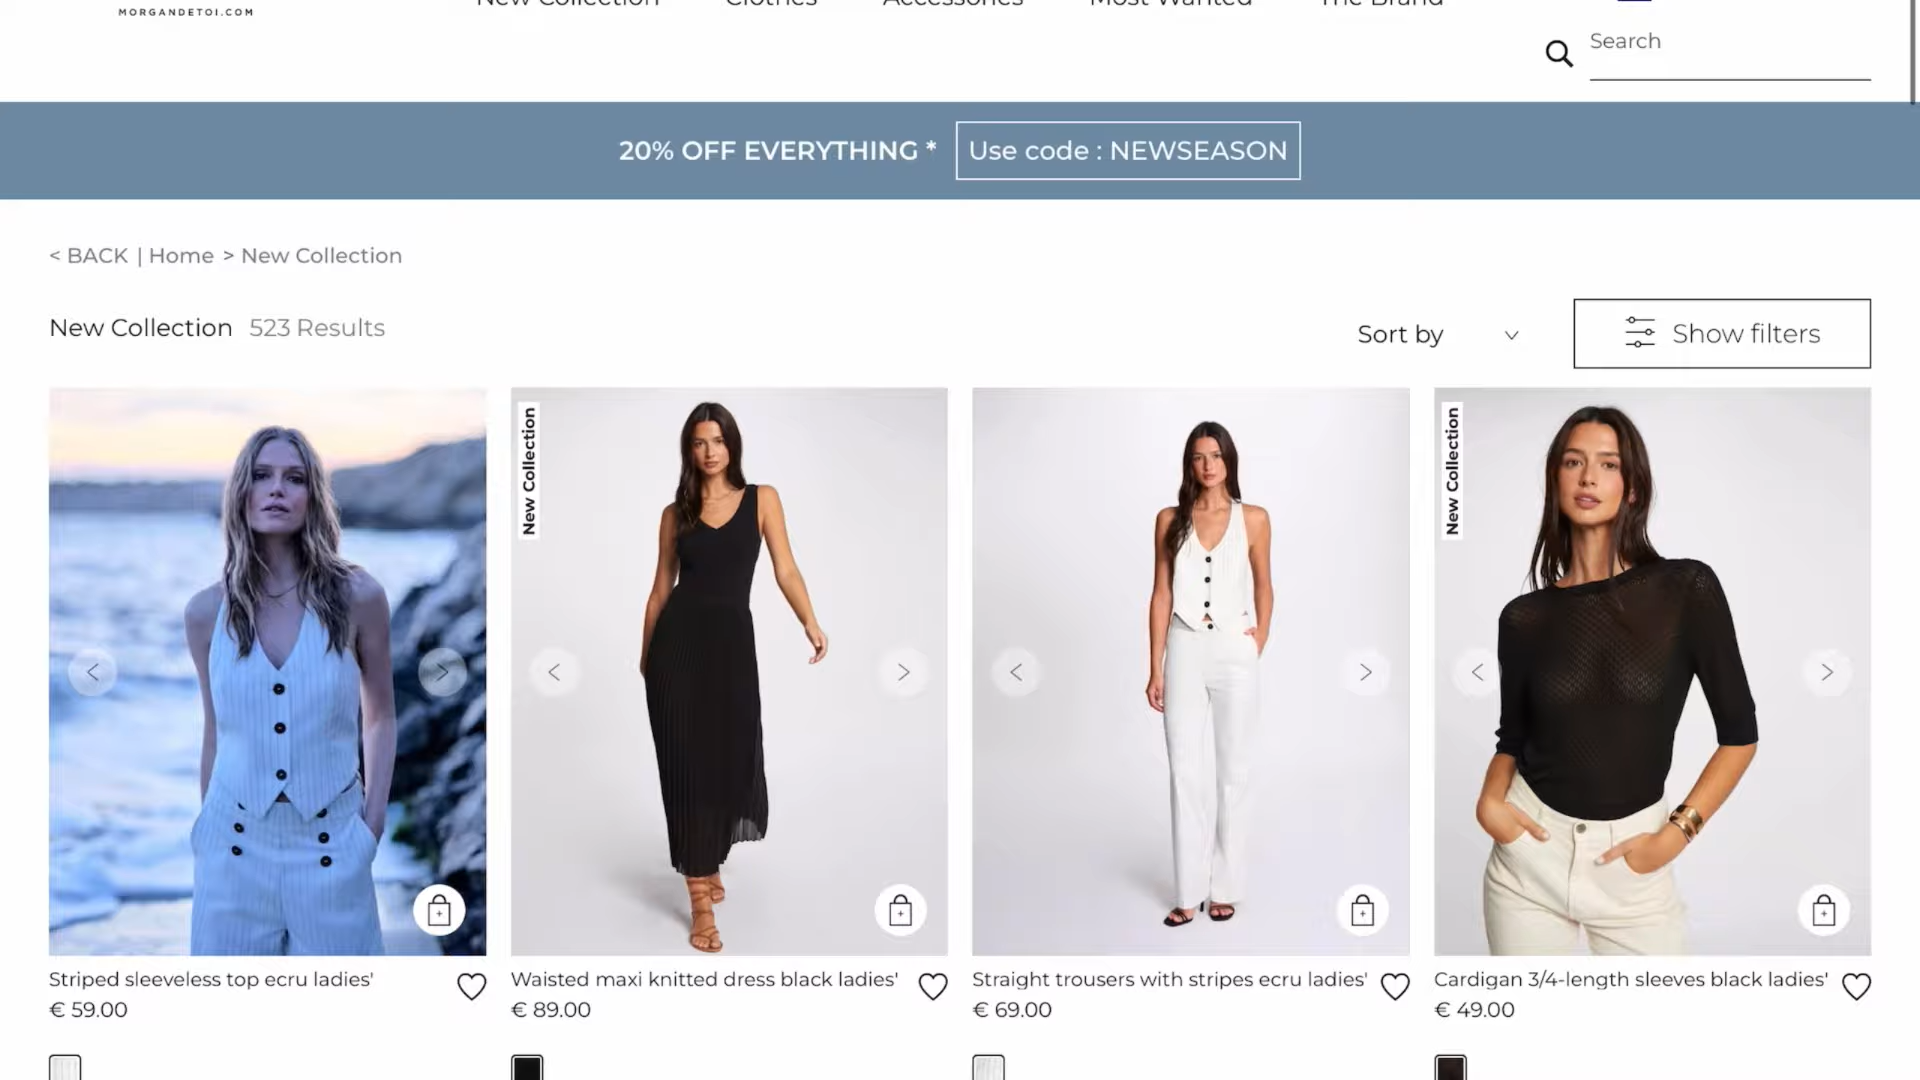 MORGANDETOI.COM
New Collection
Clothes
Accessories
Most Wanted
The Brand
Search
20% OFF EVERYTHING *
Use code : NEWSEASON
< BACK | Home > New Collection
New Collection 523 Results
Sort by
Show filters
New Collection
New Collection
Striped sleeveless top ecru ladies'
€ 59.00
Waisted maxi knitted dress black ladies'
€ 89.00
Straight trousers with stripes ecru ladies'
€ 69.00
Cardigan 3/4-length sleeves black ladies'
€ 49.00